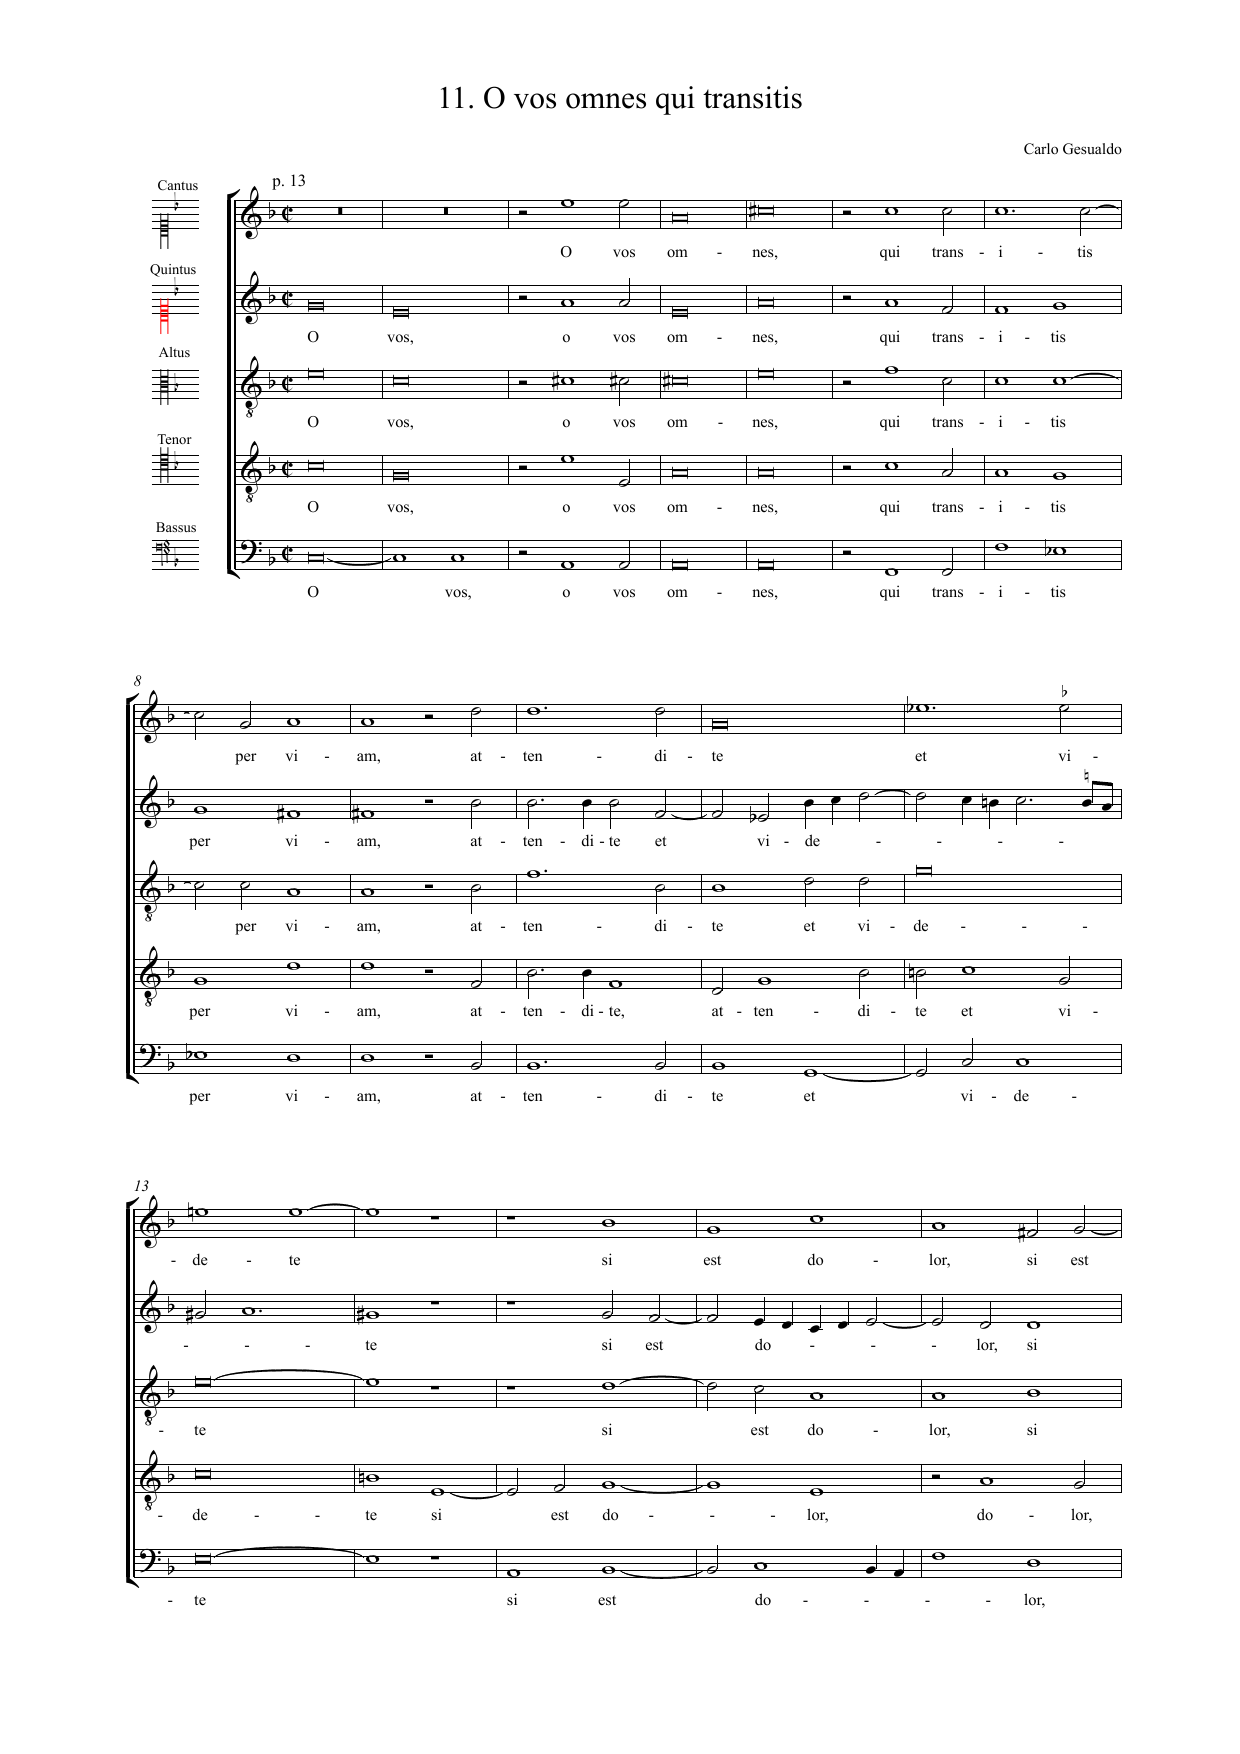 11. O vos omnes qui transitis
Carlo Gesualdo
p. 13
Cantus
O vos om - nes, qui trans - i - tis
Quintus
O vos, o vos om - nes, qui trans - i - tis
Altus
O vos, o vos om - nes, qui trans - i - tis
Tenor
O vos, o vos om - nes, qui trans - i - tis
Bassus
O vos, o vos om - nes, qui trans - i - tis
8
per vi - am, at - ten - di - te et vi -
per vi - am, at - ten - di - te et vi - de - - - -
per vi - am, at - ten - di - te et vi - de - - -
per vi - am, at - ten - di - te, at - ten - di - te et vi -
per vi - am, at - ten - di - te et vi - de -
13
- de - te si est do - lor, si est
- - - te si est do - - - lor, si
- te si est do - lor, si
- de - - te si est do - - - lor, do - lor,
- te si est do - - - - lor,